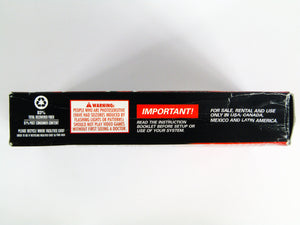 TOTAL RECOVERED FIBER
POST CONSUMER CONTENT
PLEASE RECYCLE WHERE FACILITIES EXIST
WARNING:
PEOPLE WHO ARE PHOTOSENSITIVE
OR HAVE HAD SEIZURES INDUCED BY
FLASHING LIGHTS OR PATTERNS
SHOULD NOT PLAY VIDEO GAMES
WITHOUT FIRST SEEING A DOCTOR
IMPORTANT!
READ THE INSTRUCTION
BOOKLET BEFORE SETUP OR
USE OF YOUR SYSTEM.
FOR SALE, RENTAL AND USE
ONLY IN USA, CANADA,
MEXICO AND LATIN AMERICA.